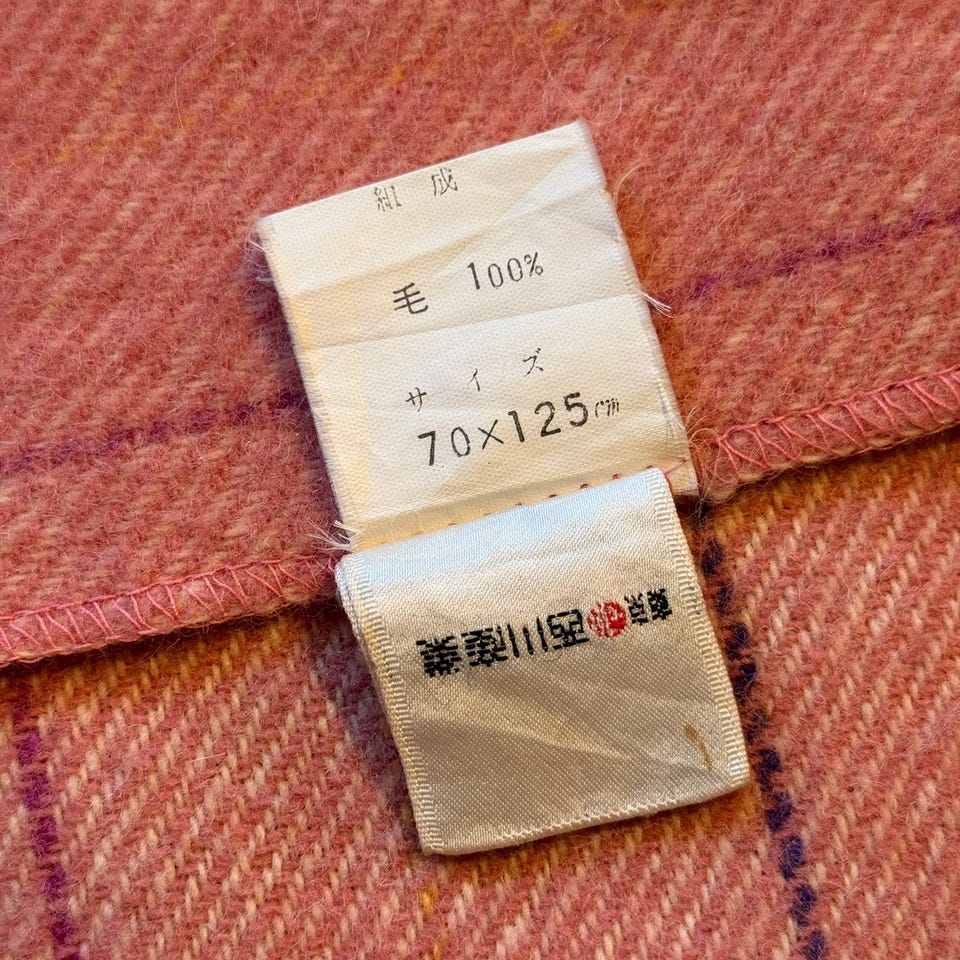 組成
毛 100%
サイズ
70×125cm